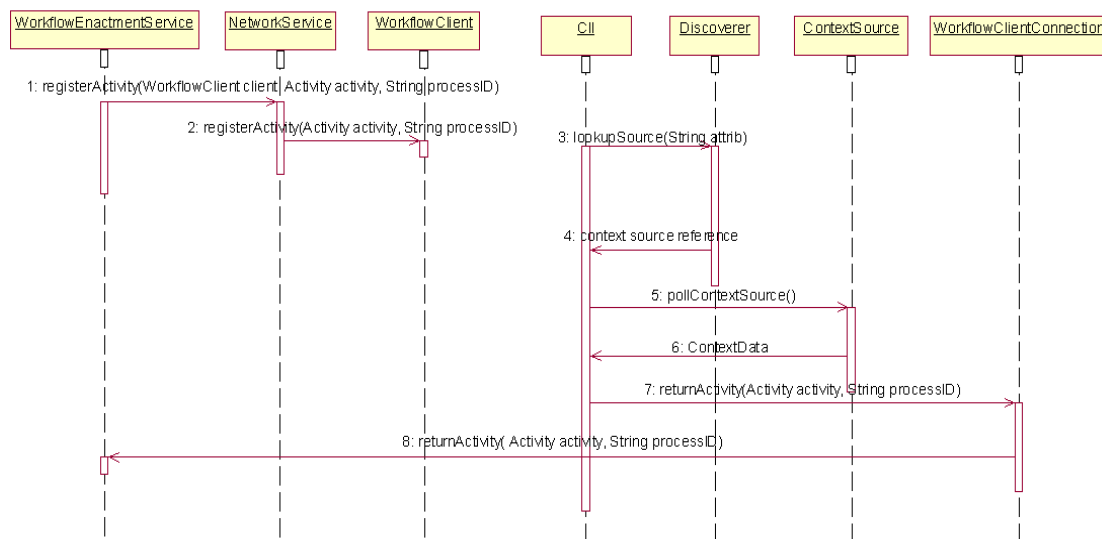 WorkflowEnactmentService
NetworkService
WorkflowClient
CII
Discoverer
ContextSource
WorkflowClientConnection
1: registerActivity(WorkflowClient client, Activity activity, String processID)
2: registerActivity(Activity activity, String processID)
3: lookupSource(String attrib)
4: context source reference
5: pollContextSource()
6: ContextData
7: returnActivity(Activity activity, String processID)
8: returnActivity( Activity activity, String processID)